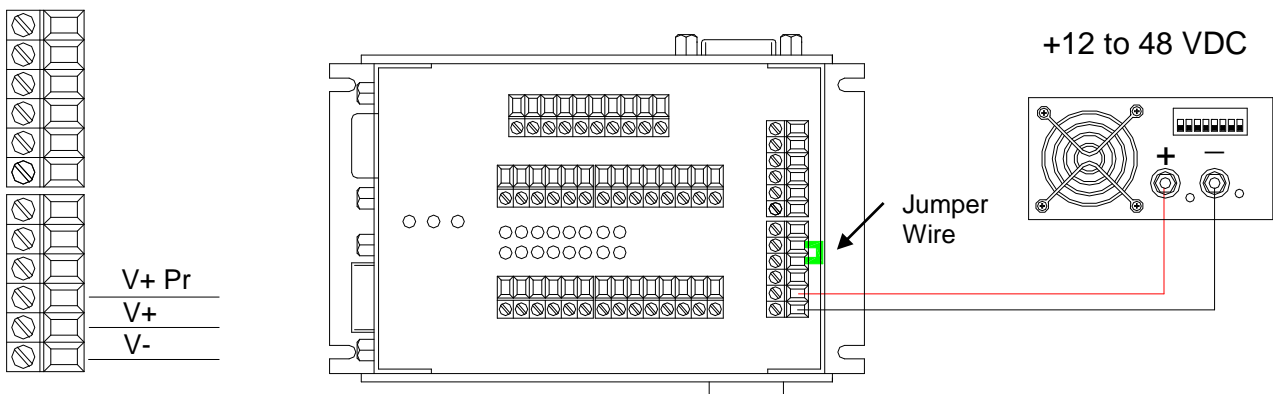 +12 to 48 VDC
+ −
Jumper
Wire
V+ Pr
V+
V-